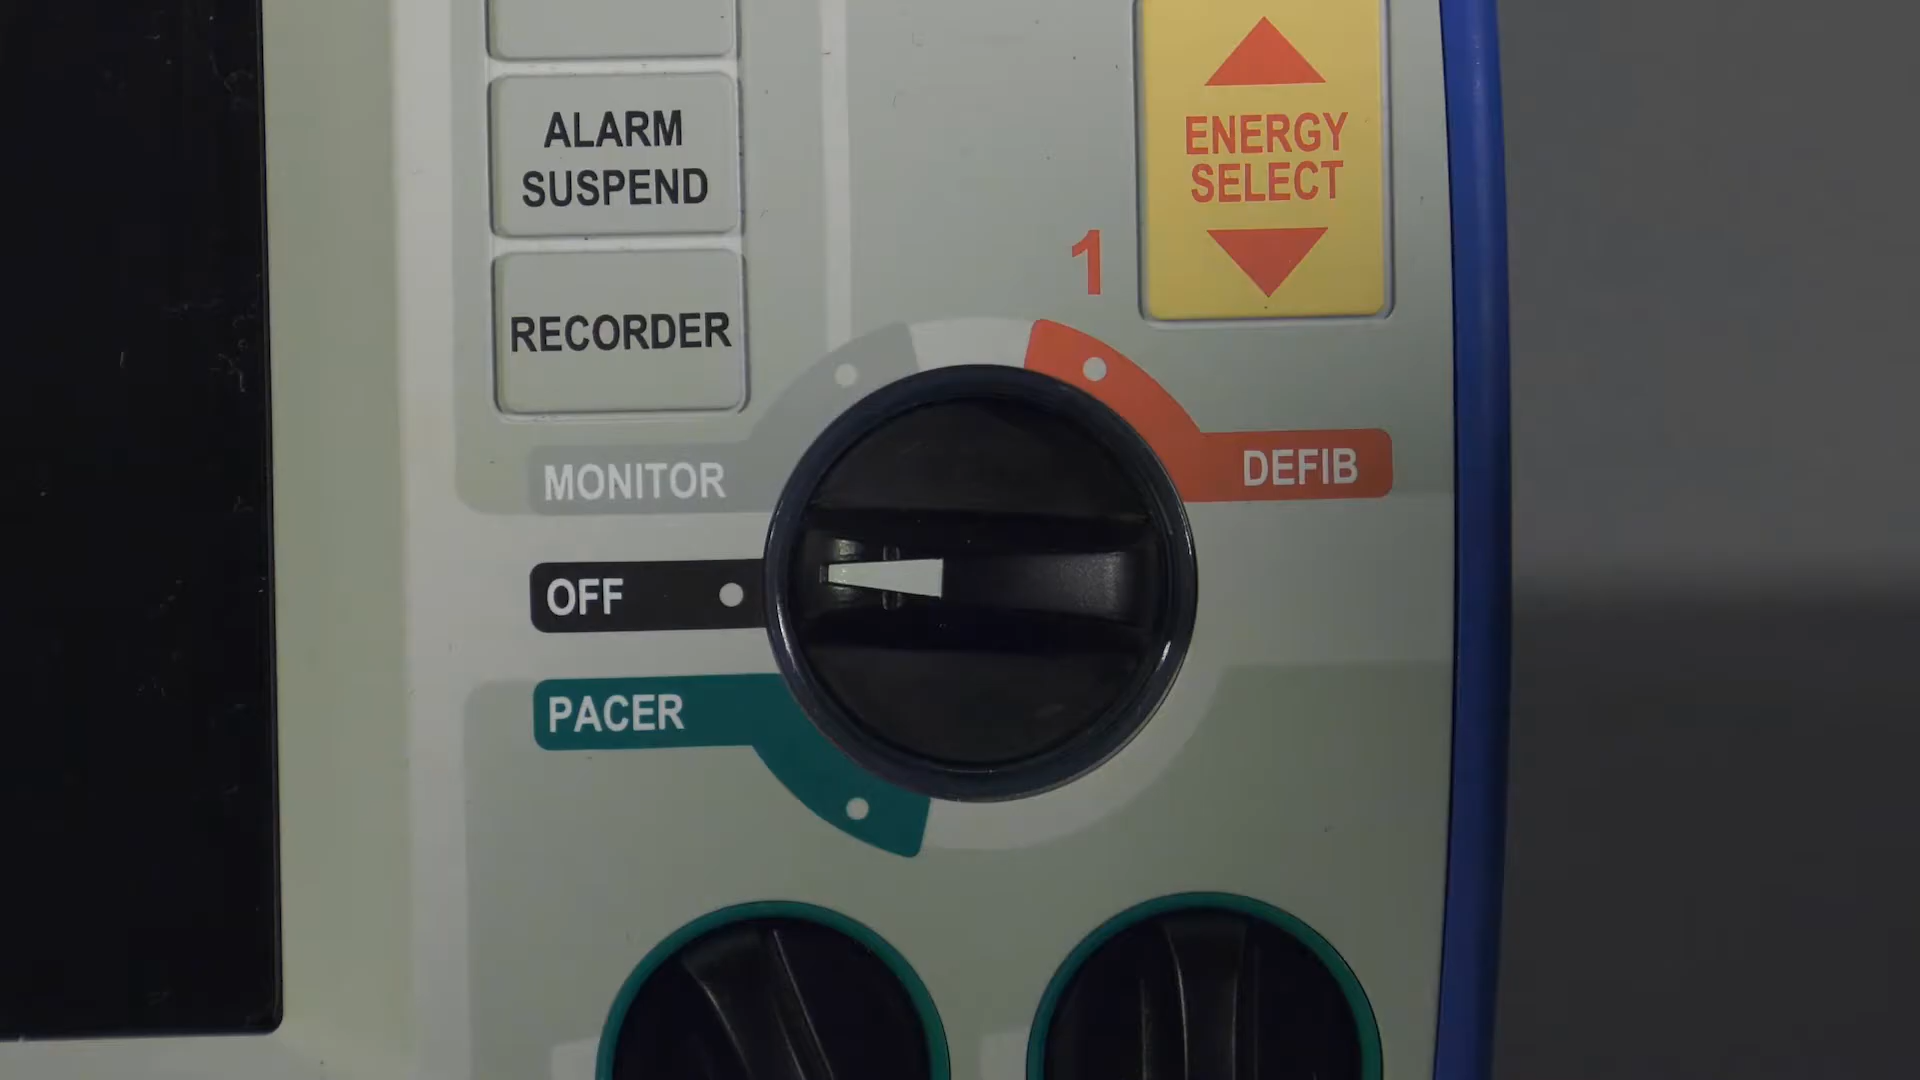 ALARM
SUSPEND
ENERGY
SELECT
1
RECORDER
MONITOR
DEFIB
OFF
PACER